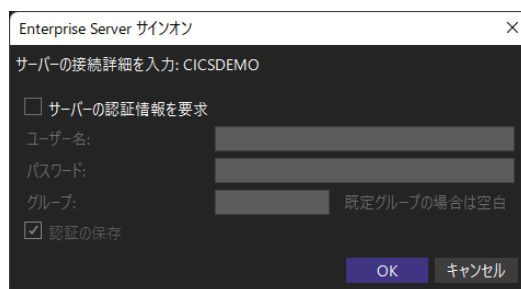 Enterprise Server サインオン
サーバーの接続詳細を入力: CICSDEMO
サーバーの認証情報を要求
ユーザー名:
パスワード:
グループ: 既定グループの場合は空白
認証の保存
OK キャンセル